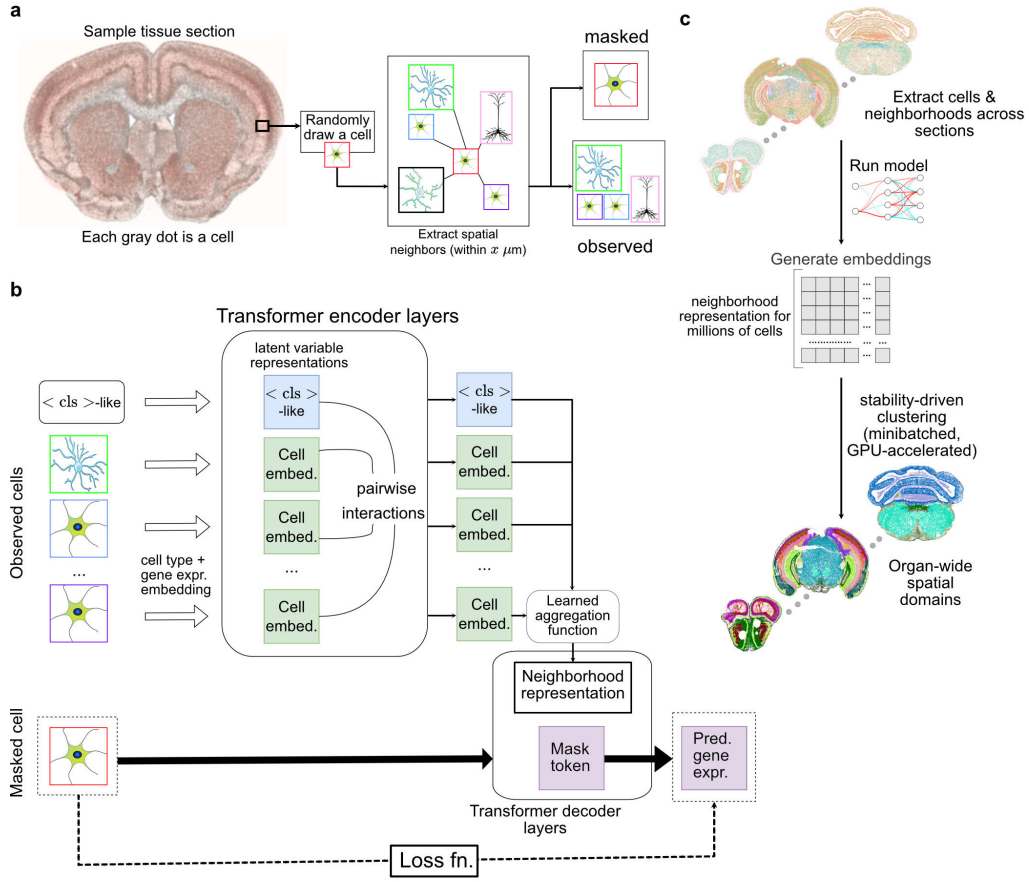 a
Sample tissue section
Each gray dot is a cell
Randomly
draw a cell
Extract spatial
neighbors (within x μm)
masked
observed
b
Transformer encoder layers
Observed cells
< cls >-like
...
cell type +
gene expr.
embedding
latent variable
representations
< cls >
-like
Cell
embed.
Cell
embed.
...
Cell
embed.
pairwise
interactions
< cls >
-like
Cell
embed.
Cell
embed.
...
Cell
embed.
Learned
aggregation
function
Neighborhood
representation
Masked cell
Mask
token
Pred.
gene
expr.
Transformer decoder
layers
Loss fn.
c
Extract cells &
neighborhoods across
sections
Run model
Generate embeddings
neighborhood
representation for
millions of cells
...
...
...
...
............... ... ...
...
stability-driven
clustering
(minibatched,
GPU-accelerated)
Organ-wide
spatial
domains